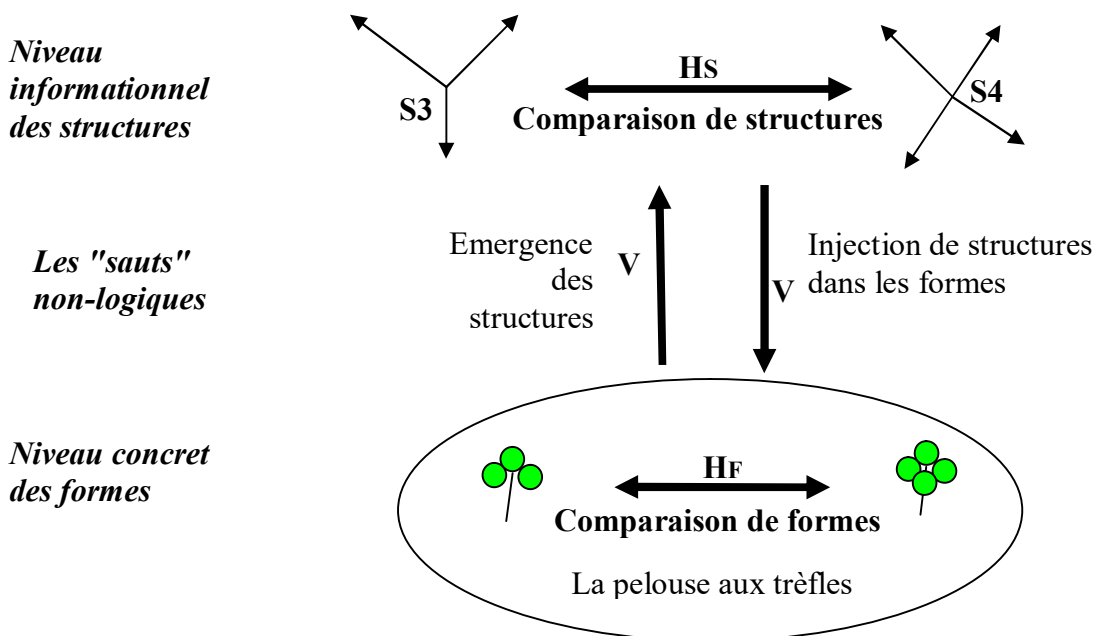 Niveau
informationnel
des structures
S3
HS
Comparaison de structures
S4
Les "sauts"
non-logiques
Emergence
des
structures
V
V
Injection de structures
dans les formes
Niveau concret
des formes
HF
Comparaison de formes
La pelouse aux trèfles